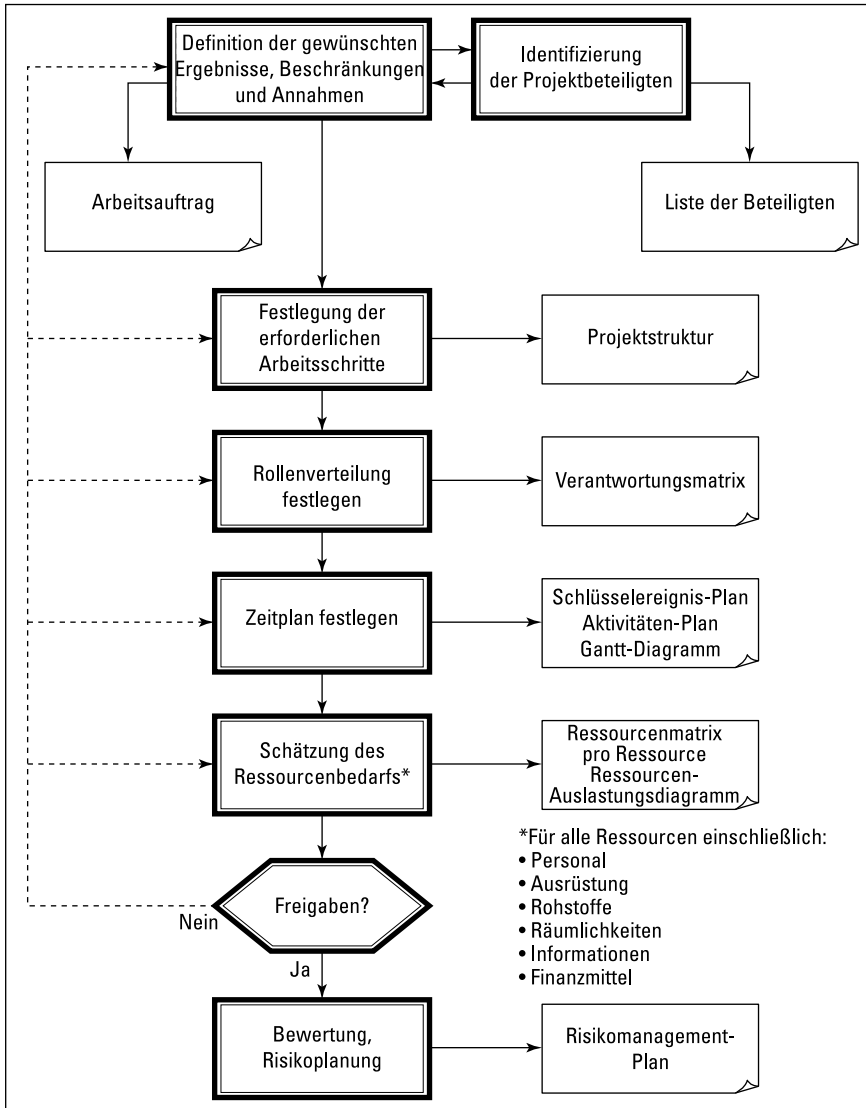 Definition der gewünschten
Ergebnisse, Beschränkungen
und Annahmen
Identifizierung
der Projektbeteiligten
Arbeitsauftrag
Liste der Beteiligten
Festlegung der
erforderlichen
Arbeitsschritte
Projektstruktur
Rollenverteilung
festlegen
Verantwortungsmatrix
Zeitplan festlegen
Schlüsselereignis-Plan
Aktivitäten-Plan
Gantt-Diagramm
Schätzung des
Ressourcenbedarfs*
Ressourcenmatrix
pro Ressource
Ressourcen-
Auslastungsdiagramm
*Für alle Ressourcen einschließlich:
• Personal
• Ausrüstung
• Rohstoffe
• Räumlichkeiten
• Informationen
• Finanzmittel
Freigaben?
Nein
Ja
Bewertung,
Risikoplanung
Risikomanagement-
Plan